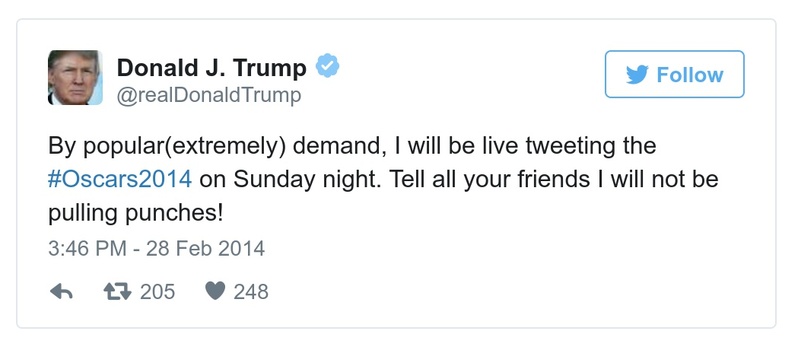 Donald J. Trump
@realDonaldTrump
Follow
By popular(extremely) demand, I will be live tweeting the
#Oscars2014 on Sunday night. Tell all your friends I will not be
pulling punches!
3:46 PM - 28 Feb 2014
205 248